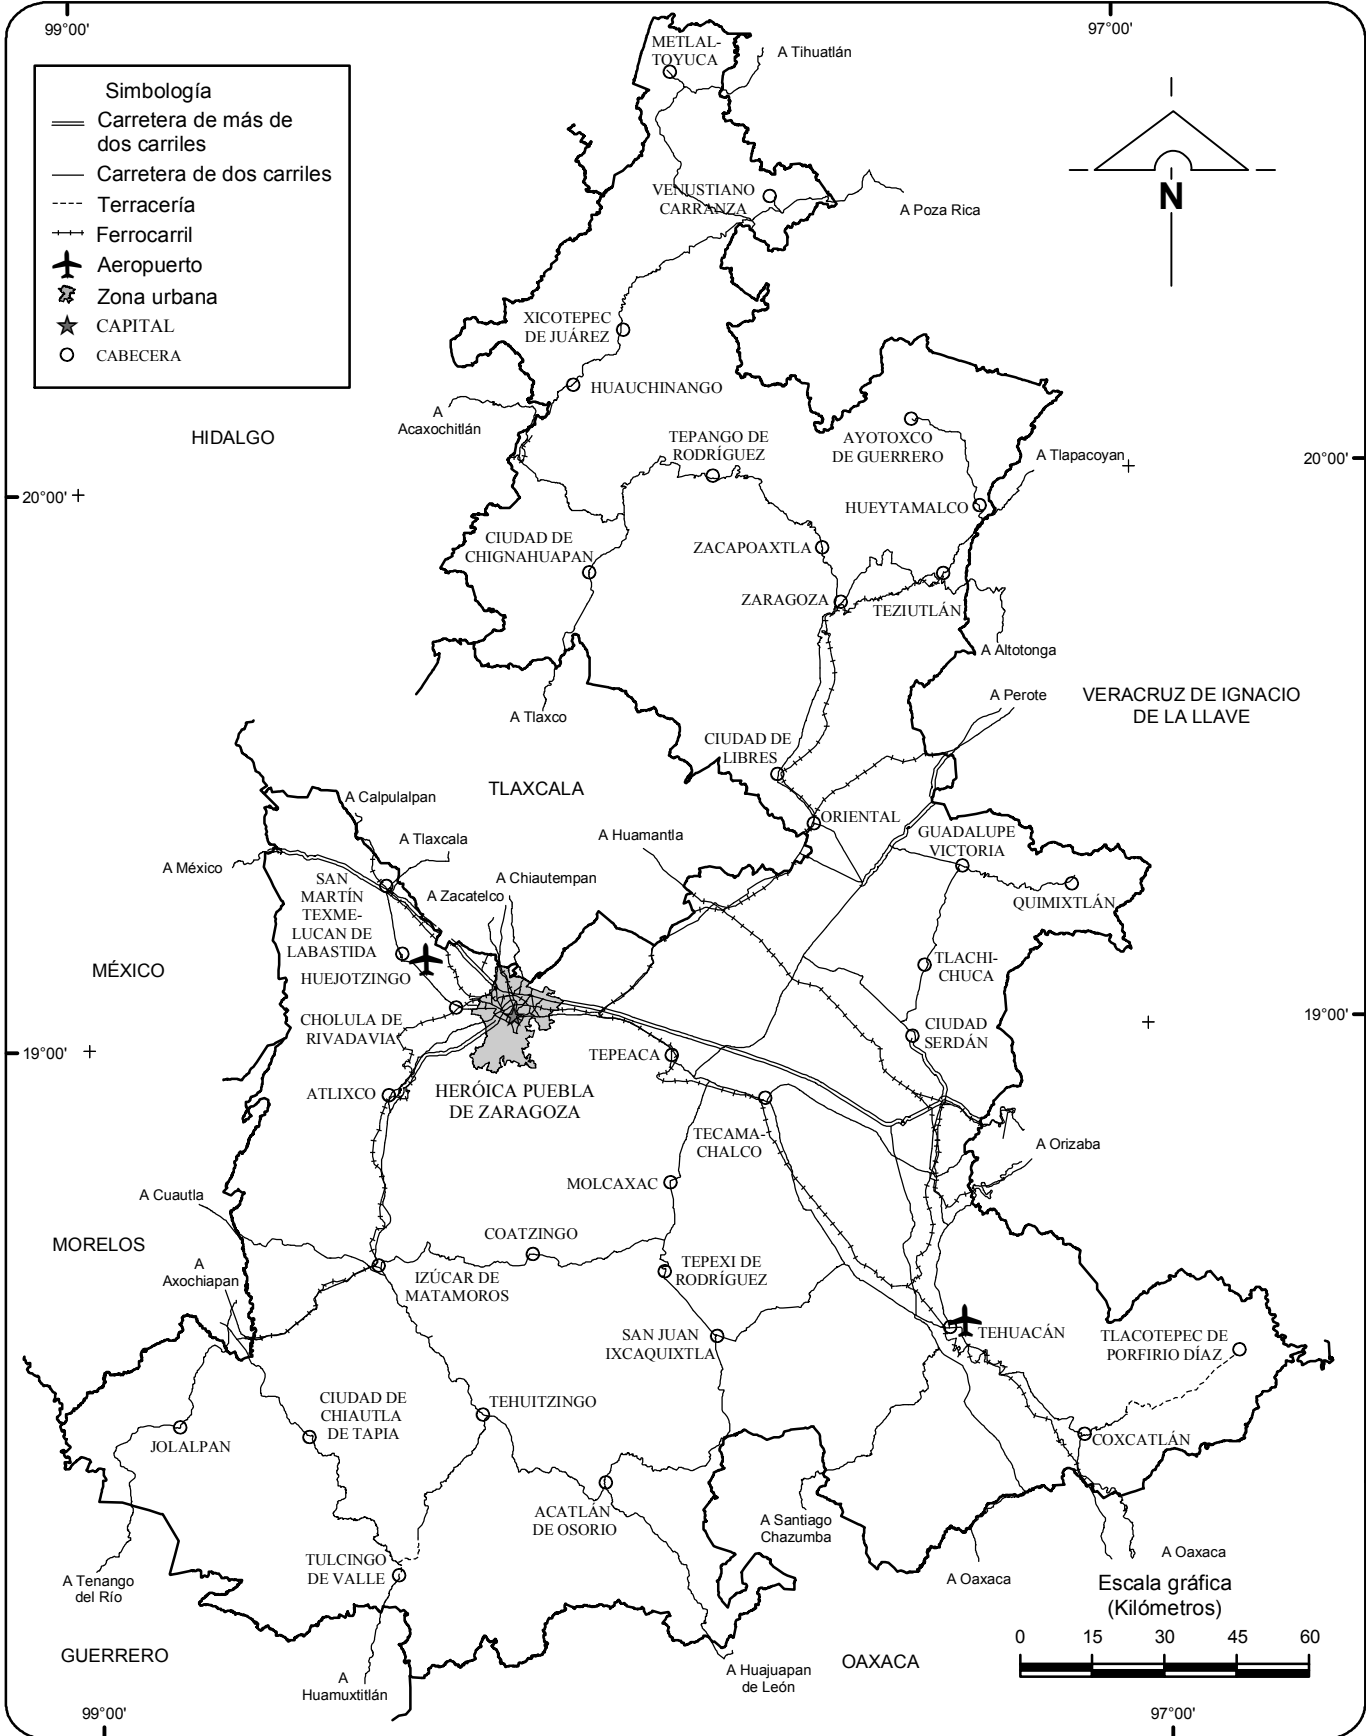 99°00'
97°00'
METLAL-
TOYUCA
A Tihuatlán
Simbología
Carretera de más de
dos carriles
Carretera de dos carriles
Terracería
Ferrocarril
Aeropuerto
Zona urbana
CAPITAL
CABECERA
N
VENUSTIANO
CARRANZA
A Poza Rica
XICOTEPEC
DE JUÁREZ
HUAUCHINANGO
A
Acaxochitlán
HIDALGO
TEPANGO DE
RODRÍGUEZ
AYOTOXCO
DE GUERRERO
A Tlapacoyan
20°00'
20°00'
HUEYTAMALCO
CIUDAD DE
CHIGNAHUAPAN
ZACAPOAXTLA
ZARAGOZA
TEZIUTLÁN
A Altotonga
A Tlaxco
A Perote
VERACRUZ DE IGNACIO
DE LA LLAVE
CIUDAD DE
LIBRES
TLAXCALA
A Calpulalpan
A Tlaxcala
A Huamantla
ORIENTAL
GUADALUPE
VICTORIA
A México
SAN
MARTÍN
TEXME-
LUCAN DE
LABASTIDA
A Chiautempan
A Zacatelco
QUIMIXTLÁN
MÉXICO
HUEJOTZINGO
TLACHI-
CHUCA
CHOLULA DE
RIVADAVIA
CIUDAD
SERDÁN
19°00'
19°00'
TEPEACA
ATLIXCO
HERÓICA PUEBLA
DE ZARAGOZA
TECAMA-
CHALCO
A Orizaba
MOLCAXAC
A Cuautla
COATZINGO
MORELOS
A
Axochiapan
IZÚCAR DE
MATAMOROS
TEPEXI DE
RODRÍGUEZ
SAN JUAN
IXCAQUIXTLA
TEHUACÁN
TLACOTEPEC DE
PORFIRIO DÍAZ
CIUDAD DE
CHIAUTLA
DE TAPIA
TEHUITZINGO
JOLALPAN
COXCATLÁN
ACATLÁN
DE OSORIO
A Santiago
Chazumba
A Oaxaca
A Oaxaca
TULCINGO
DE VALLE
A Tenango
del Río
Escala gráfica
(Kilómetros)
0 15 30 45 60
GUERRERO
A
Huamuxtitlán
A Huajuapan
de León
OAXACA
99°00'
97°00'